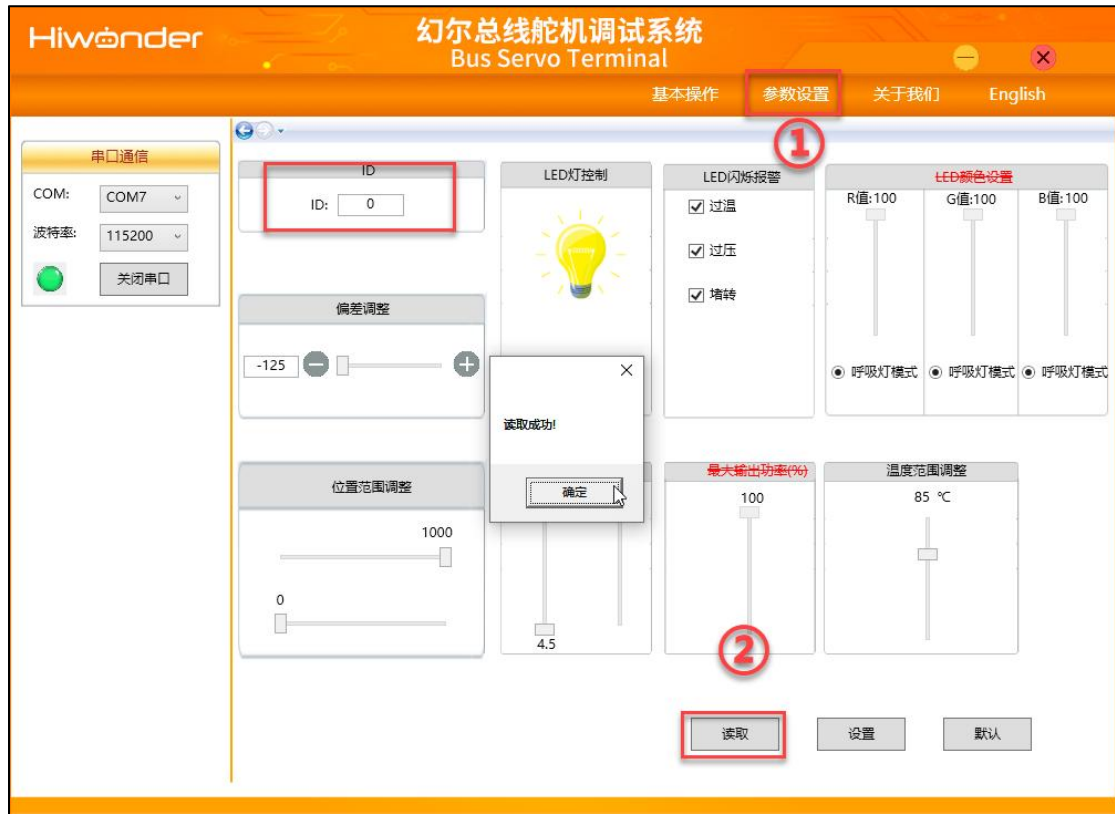 Hiwonder
幻尔总线舵机调试系统
Bus Servo Terminal
基本操作 参数设置 关于我们 English
①
串口通信
COM: COM7
波特率: 115200
关闭串口
ID
ID: 0
LED灯控制
LED闪烁报警
过温
过压
堵转
LED颜色设置
R值:100 G值:100 B值:100
呼吸灯模式 呼吸灯模式 呼吸灯模式
偏差调整
-125
读取成功!
确定
位置范围调整
1000
0
4.5
最大输出功率(%)
100
温度范围调整
85 ℃
②
读取 设置 默认